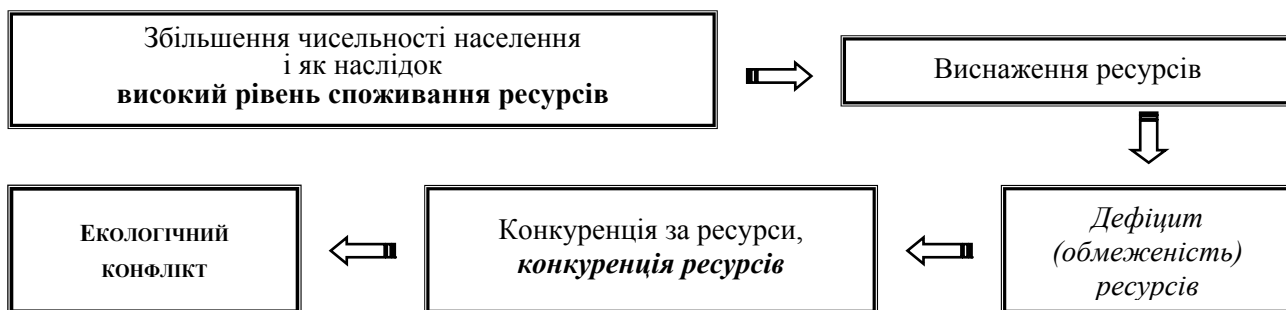 Збільшення чисельності населення
і як наслідок
високий рівень споживання ресурсів
Виснаження ресурсів
Дефіцит
(обмеженість)
ресурсів
Конкуренція за ресурси,
конкуренція ресурсів
ЕКОЛОГІЧНИЙ
КОНФЛІКТ